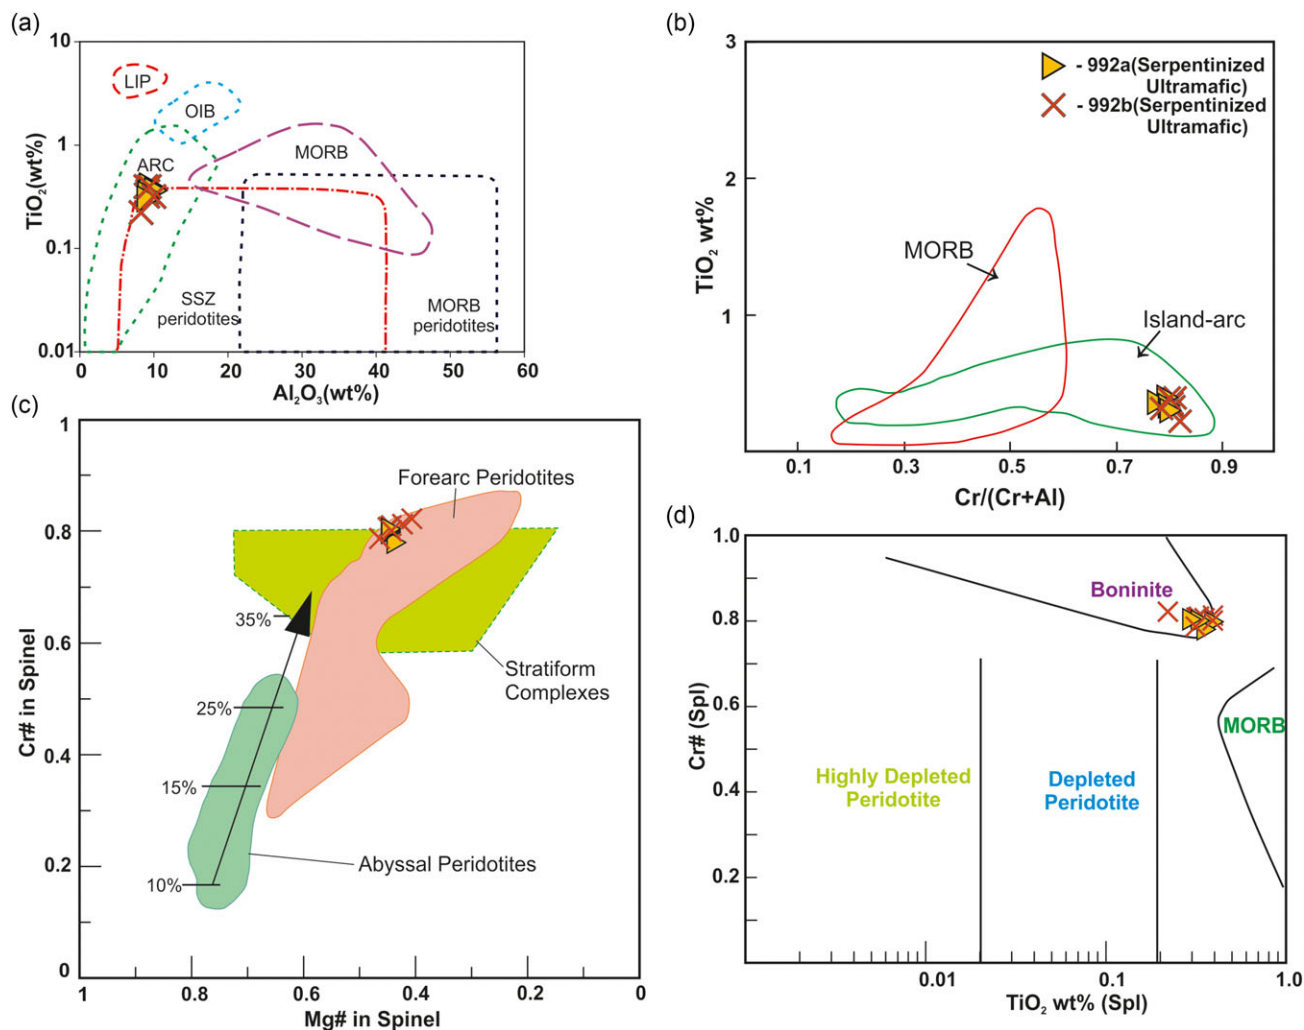 (a)
10
1
0.1
0.01
TiO₂(wt%)
LIP
OIB
ARC
MORB
SSZ
peridotites
MORB
peridotites
0
10
20
30
40
50
60
Al₂O₃(wt%)
(b)
3
2
1
TiO₂ wt%
- 992a(Serpentinized
Ultramafic)
- 992b(Serpentinized
Ultramafic)
MORB
Island-arc
0.1
0.3
0.5
0.7
0.9
Cr/(Cr+Al)
(c)
1
0.8
0.6
0.4
0.2
0
Cr# in Spinel
Forearc Peridotites
35%
Stratiform
Complexes
25%
15%
Abyssal Peridotites
10%
1
0.8
0.6
0.4
0.2
0
Mg# in Spinel
(d)
1.0
0.8
0.6
0.4
0.2
Cr# (Spl)
Boninite
MORB
Highly Depleted
Peridotite
Depleted
Peridotite
0.01
0.1
1.0
TiO₂ wt% (Spl)